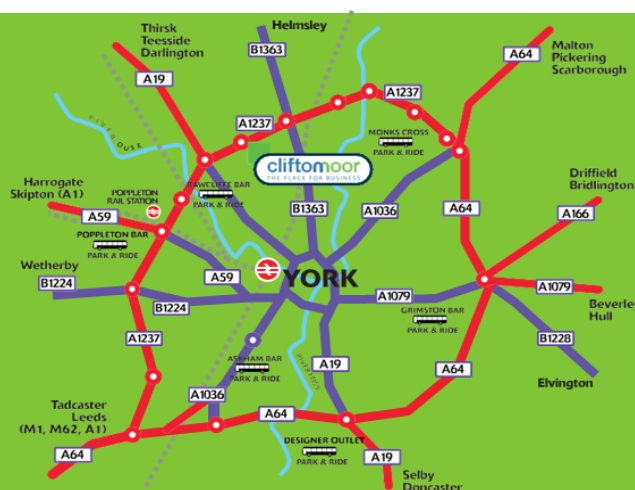 Thirsk
Teesside
Darlington
Helmsley
Malton
Pickering
Scarborough
B1363
A64
A19
A1237
A1237
RIVER OUSE
MONKS CROSS
PARK & RIDE
cliftonmoor
THE PLACE FOR BUSINESS
Harrogate
Skipton (A1)
POPPLETON
RAIL STATION
RAWCLIFFE BAR
PARK & RIDE
Driffield
Bridlington
A59
B1363
A1036
A64
A166
POPPLETON BAR
PARK & RIDE
Wetherby
A59
YORK
B1224
B1224
A1079
A1079
GRIMSTON BAR
PARK & RIDE
Beverley
Hull
A1237
B1228
ASKHAM BAR
PARK & RIDE
A19
A64
Elvington
A1036
Tadcaster
Leeds
(M1, M62, A1)
A64
DESIGNER OUTLET
PARK & RIDE
A64
A19
Selby
Doncaster